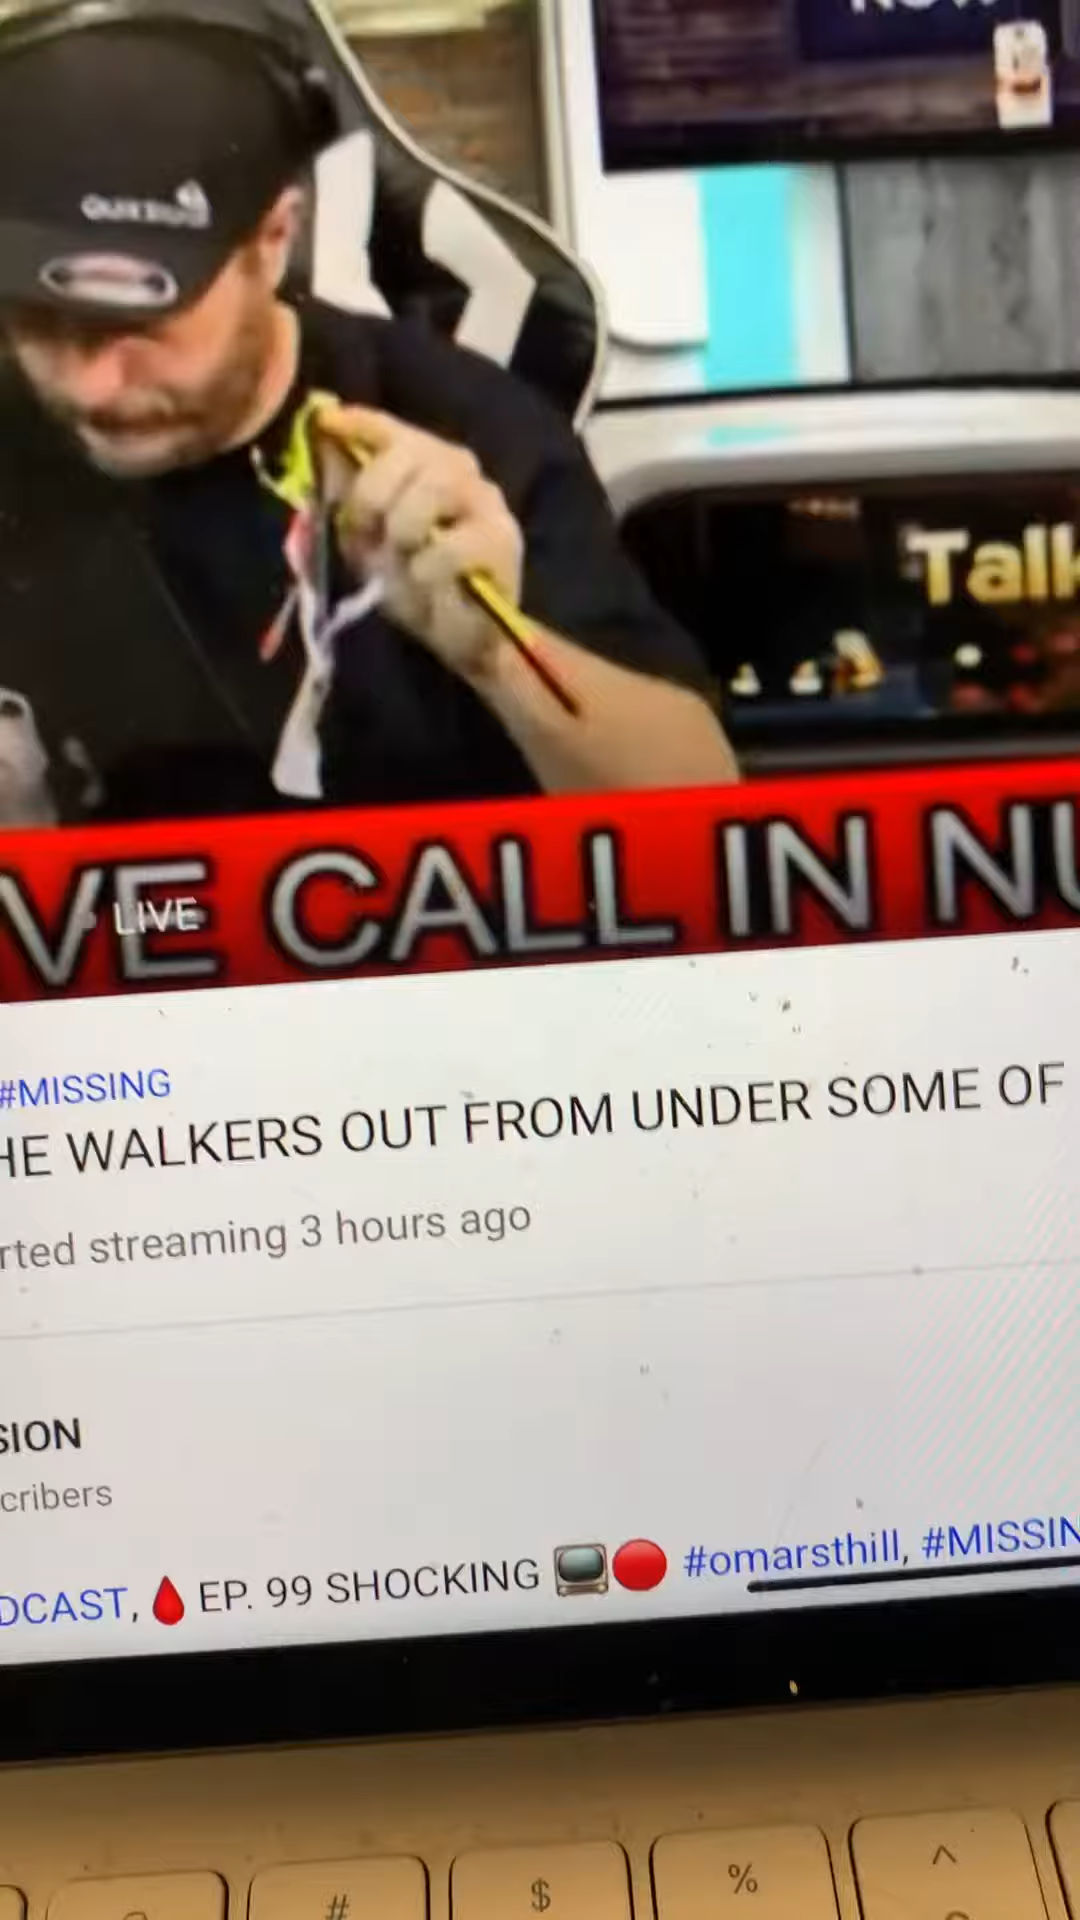 Talk
VE CALL IN NU
LIVE
#MISSING
HE WALKERS OUT FROM UNDER SOME OF
rted streaming 3 hours ago
SION
cribers
DCAST, 🩸 EP. 99 SHOCKING 📺🔴 #omarsthill, #MISSIN
# $ % ^